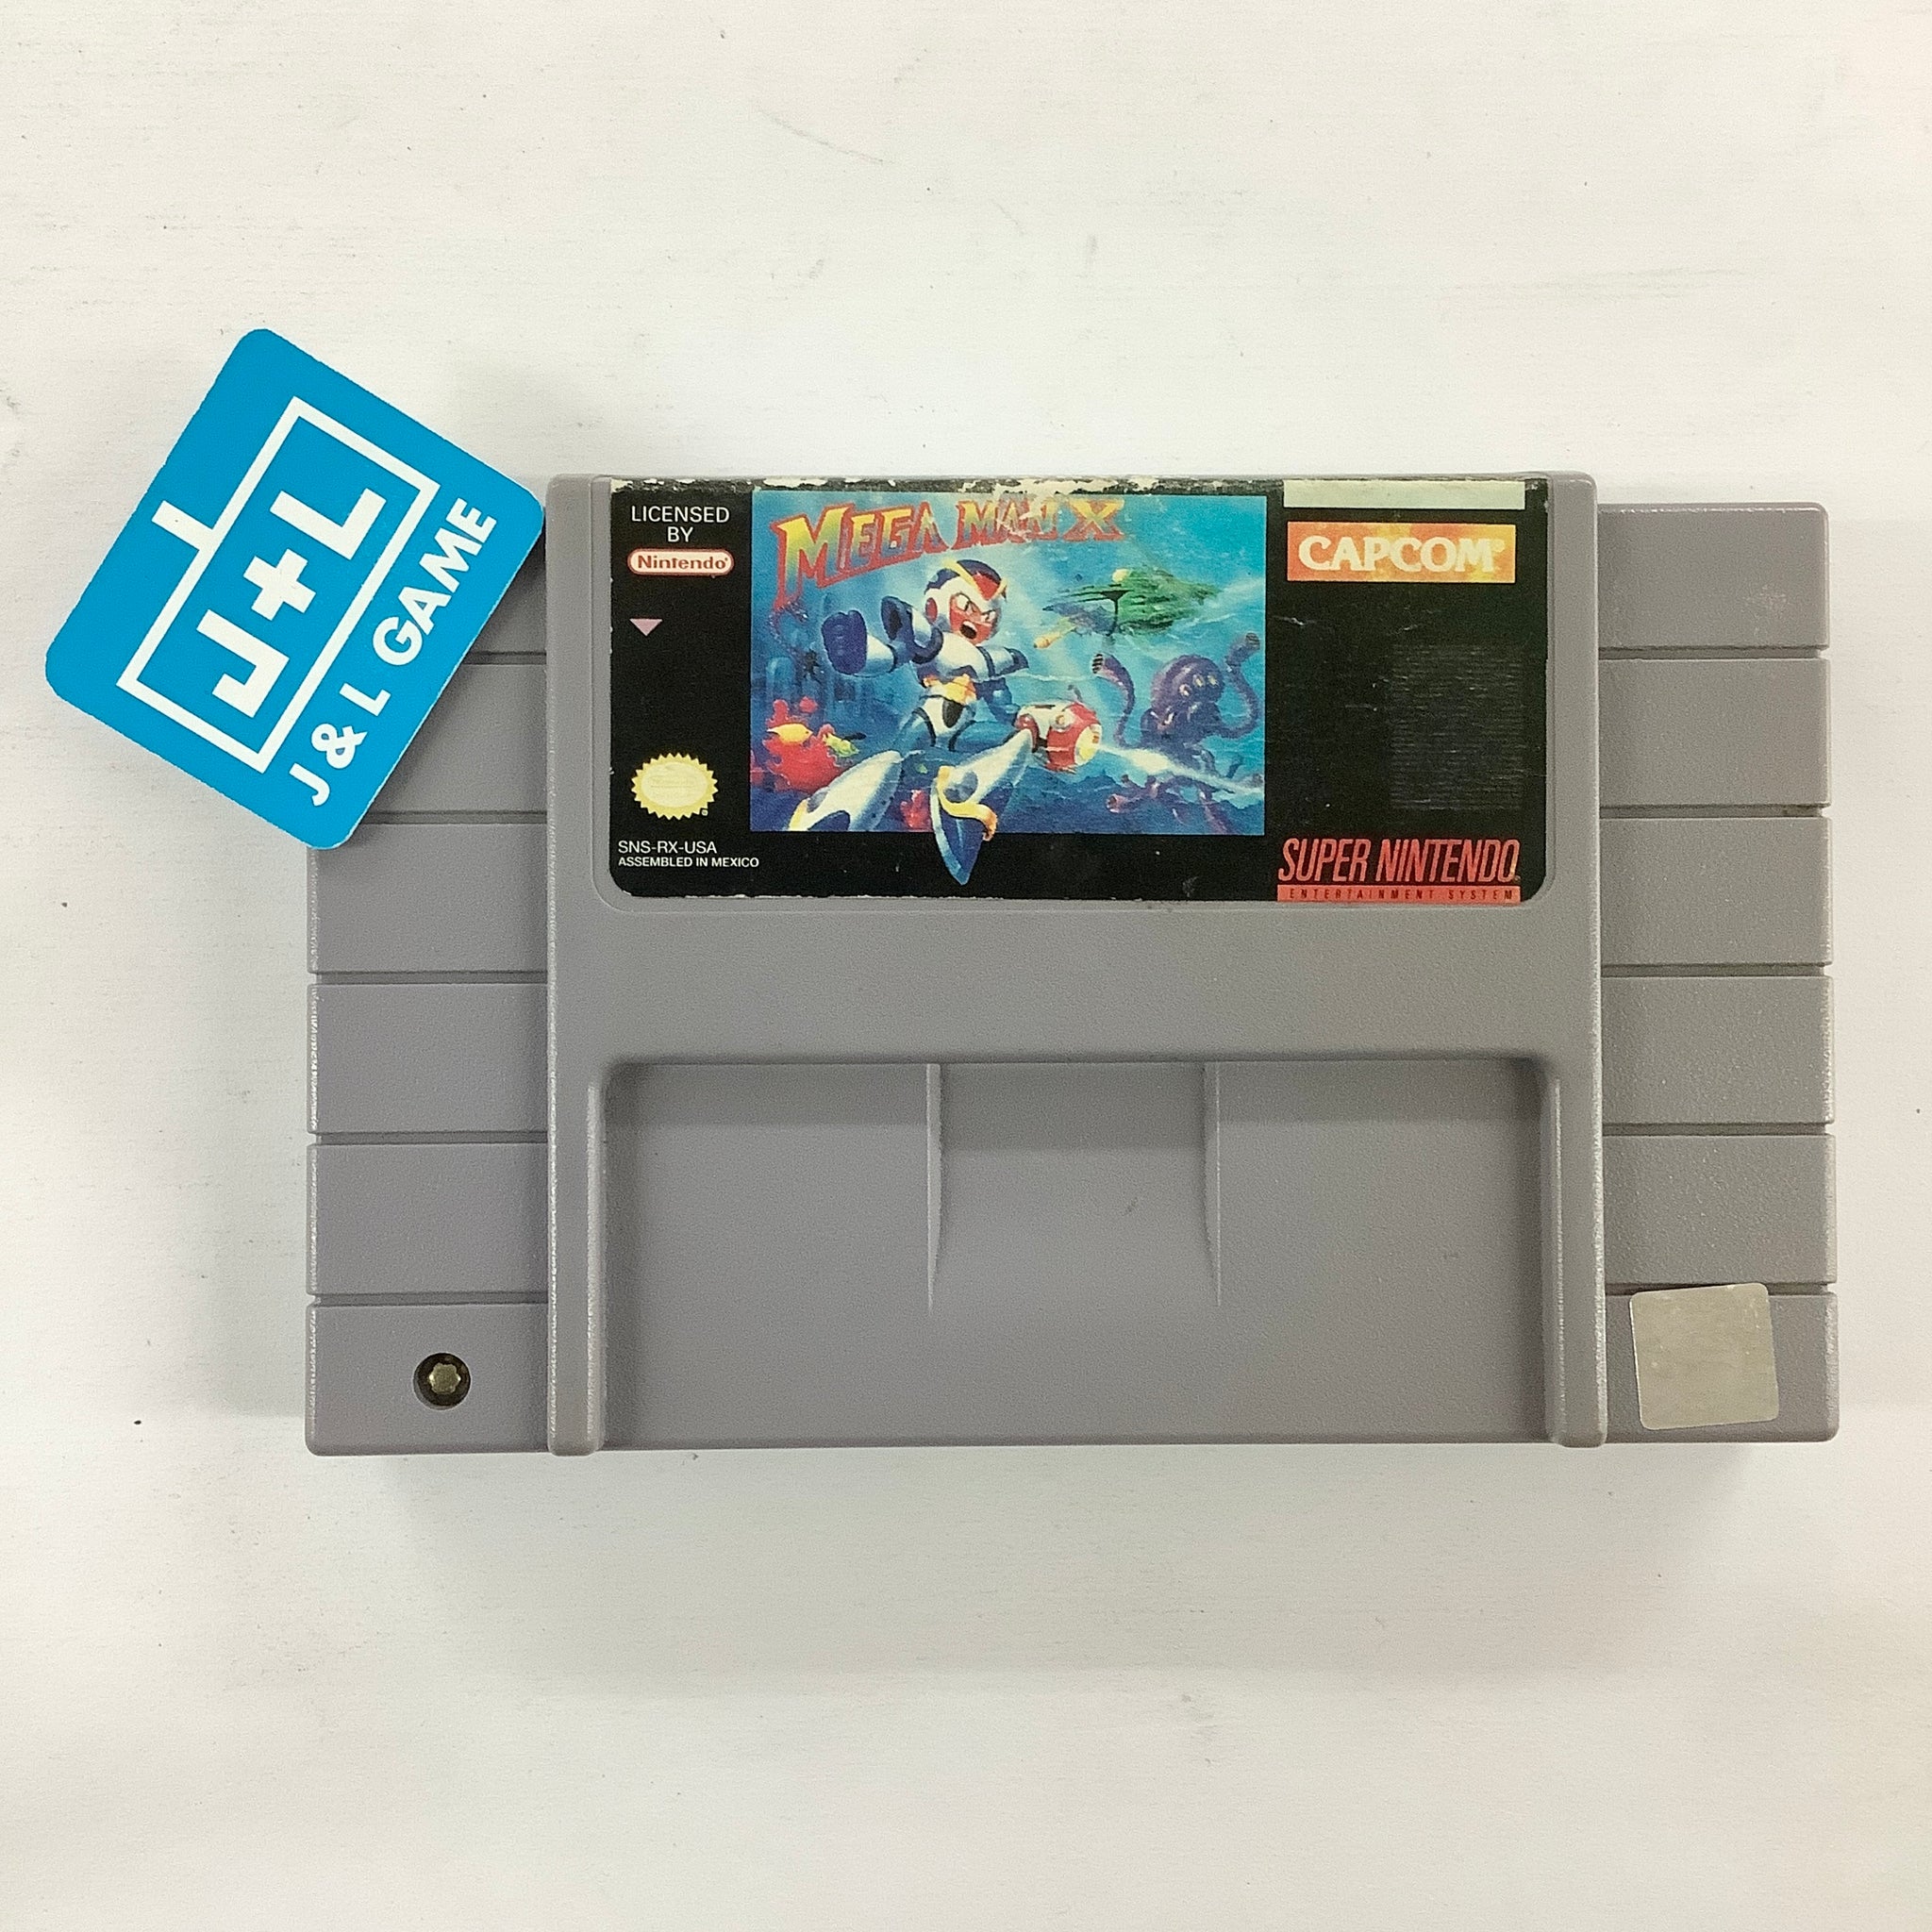 J+L
J & L GAME
LICENSED
BY
Nintendo®
MEGA MAN X
CAPCOM®
SNS-RX-USA
ASSEMBLED IN MEXICO
SUPER NINTENDO
ENTERTAINMENT SYSTEM